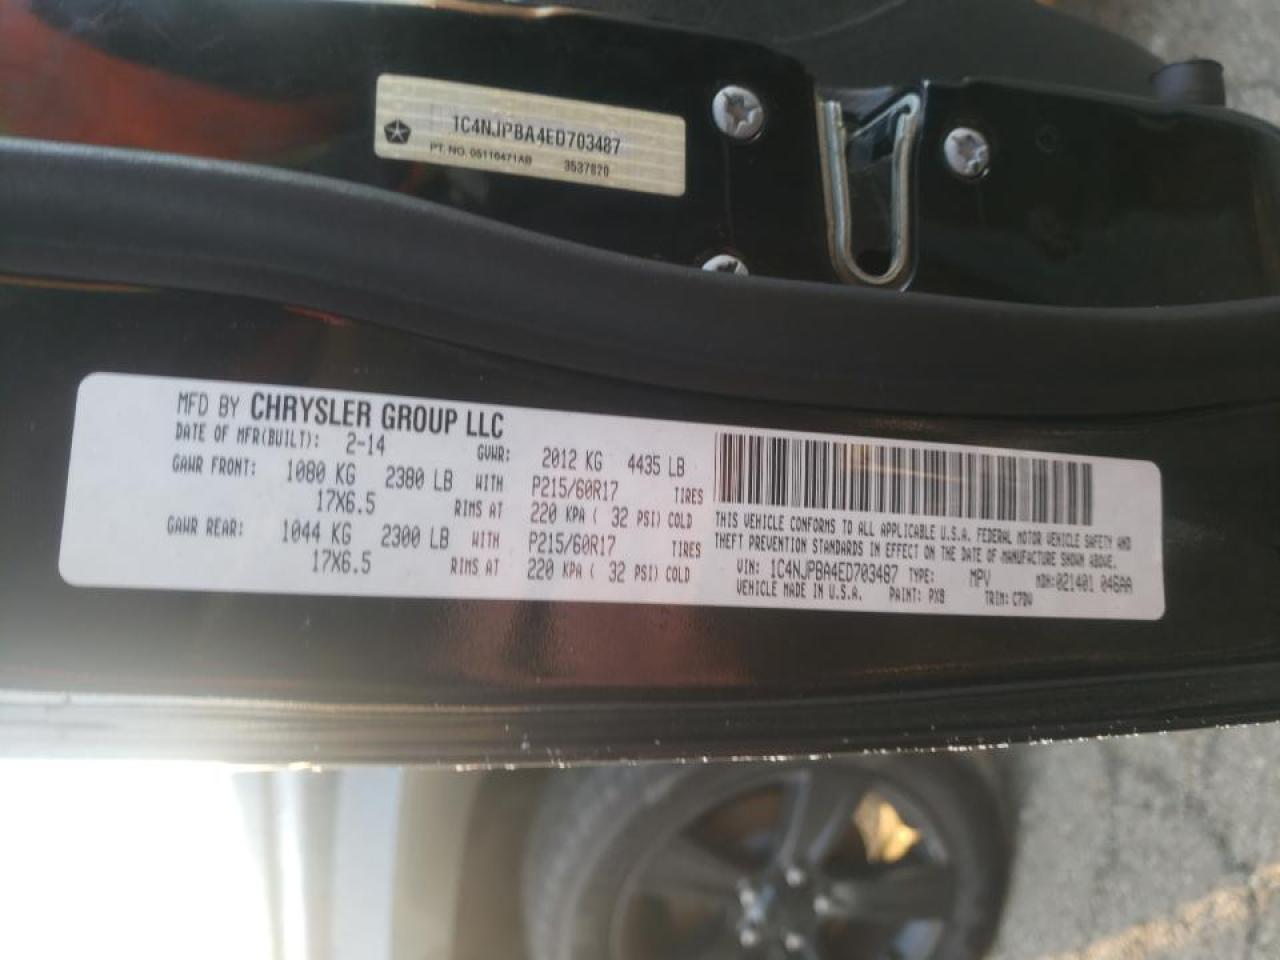 1C4NJPBA4ED703487
PT. NO. 05116471AB 3537820
MFD BY CHRYSLER GROUP LLC
DATE OF MFR(BUILT): 2-14 GVWR: 2012 KG 4435 LB
GAWR FRONT: 1080 KG 2380 LB WITH P215/60R17 TIRES
17X6.5 RIMS AT 220 KPA ( 32 PSI) COLD
GAWR REAR: 1044 KG 2300 LB WITH P215/60R17 TIRES
17X6.5 RIMS AT 220 KPA ( 32 PSI) COLD
THIS VEHICLE CONFORMS TO ALL APPLICABLE U.S.A. FEDERAL MOTOR VEHICLE SAFETY AND
THEFT PREVENTION STANDARDS IN EFFECT ON THE DATE OF MANUFACTURE SHOWN ABOVE.
VIN: 1C4NJPBA4ED703487 TYPE: MPV MDH:021401 046AA
VEHICLE MADE IN U.S.A. PAINT: PX8 TRIM: C7DV